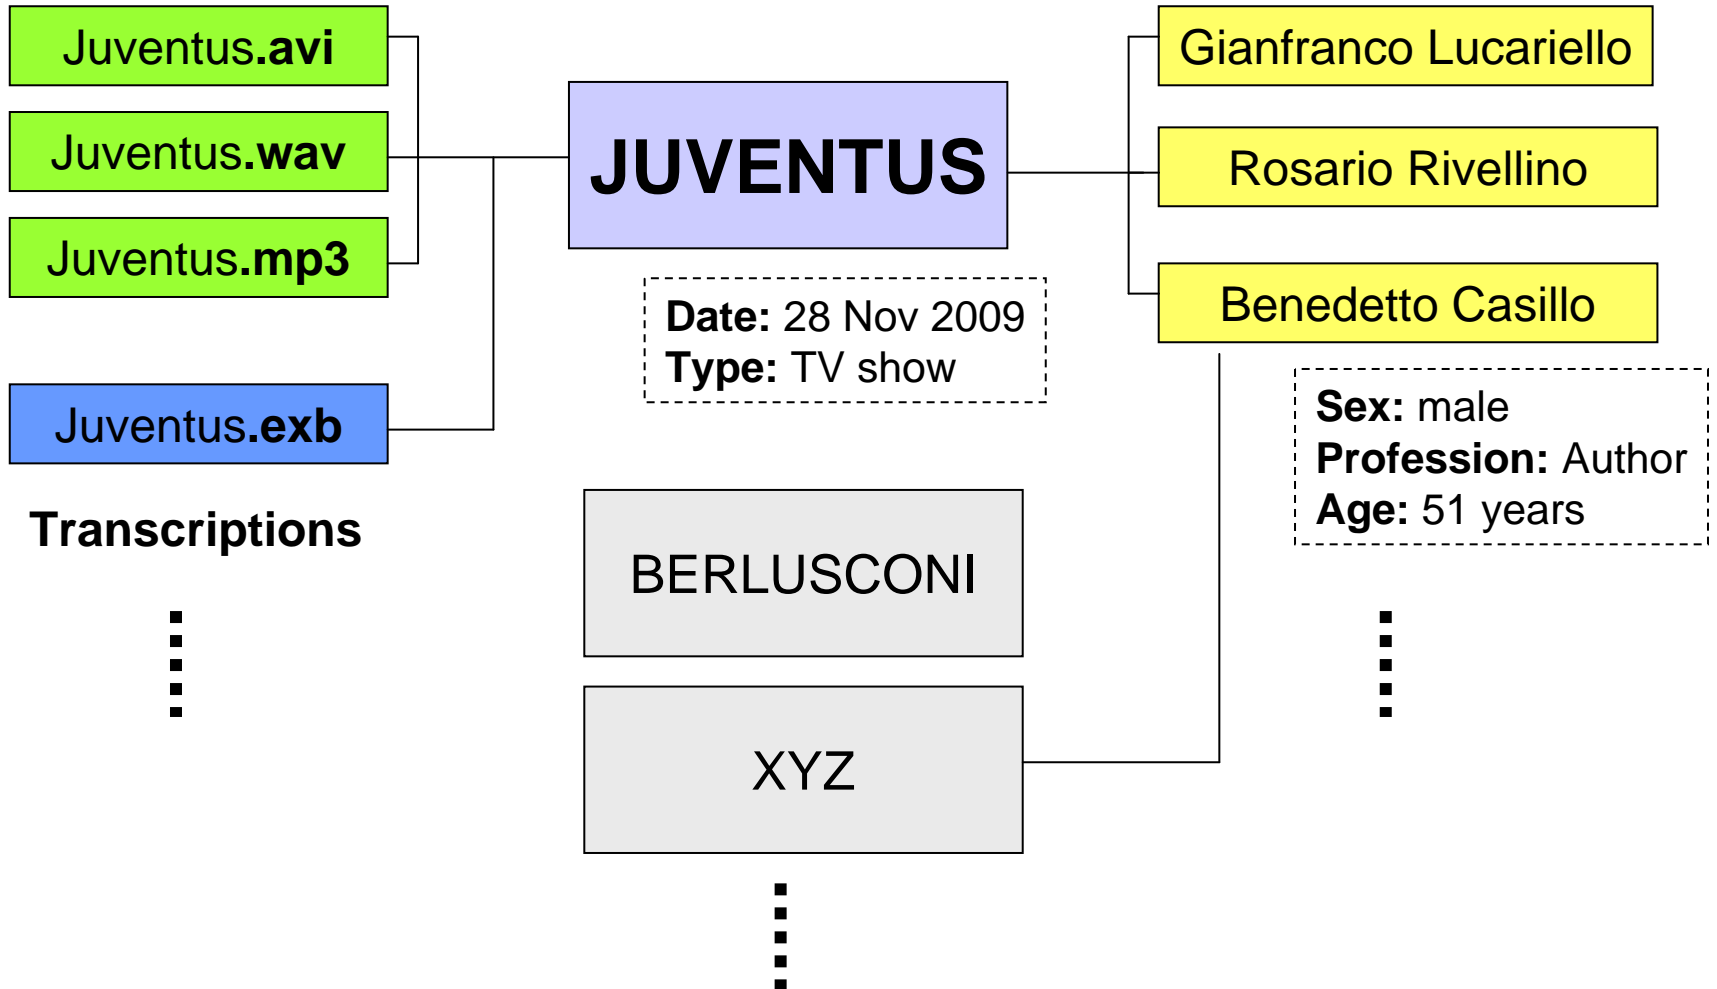 Juventus.avi
Juventus.wav
Juventus.mp3
Juventus.exb
Transcriptions
JUVENTUS
Date: 28 Nov 2009
Type: TV show
BERLUSCONI
XYZ
Gianfranco Lucariello
Rosario Rivellino
Benedetto Casillo
Sex: male
Profession: Author
Age: 51 years